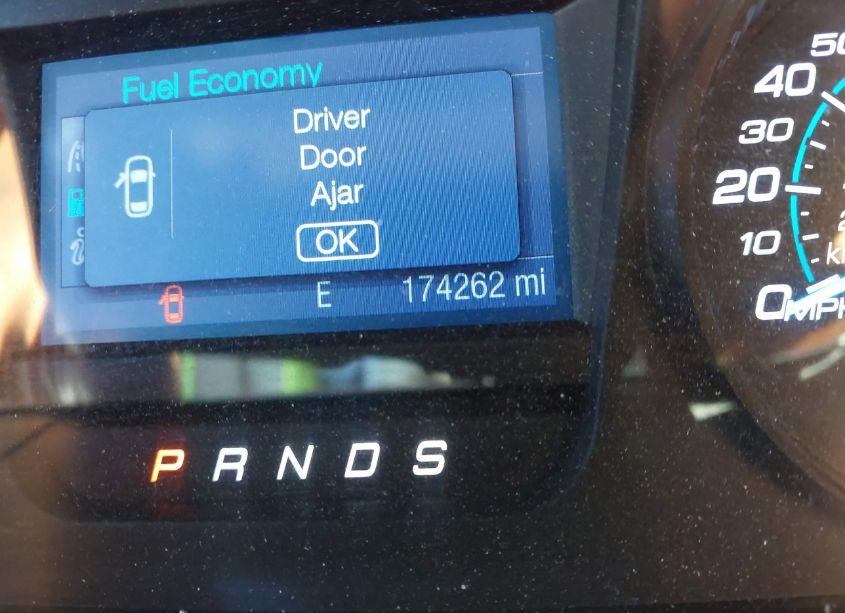 Fuel Economy
Driver
Door
Ajar
OK
E 174262 mi
P R N D S
50
40
30
20
10
0
MPH